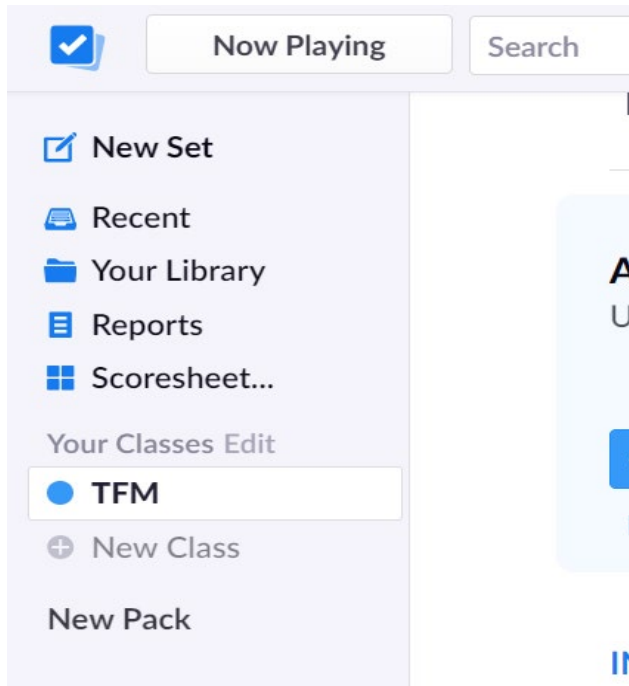 Now Playing
Search
New Set
Recent
Your Library
Reports
Scoresheet...
Your Classes Edit
TFM
New Class
New Pack